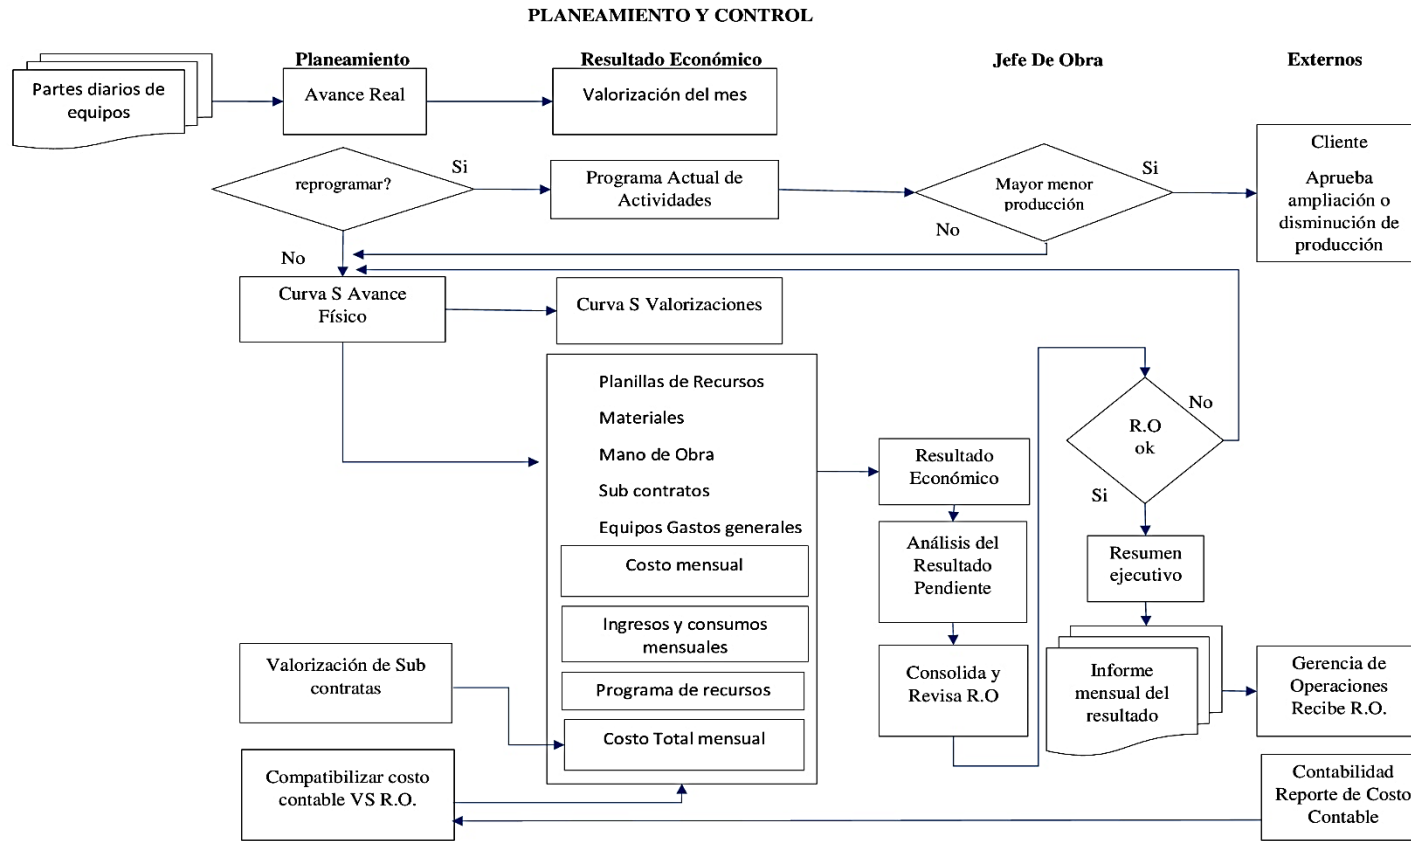 PLANEAMIENTO Y CONTROL
Planeamiento
Resultado Económico
Jefe De Obra
Externos
Partes diarios de
equipos
Avance Real
Valorización del mes
Cliente
Aprueba
ampliación o
disminución de
producción
reprogramar?
Si
Programa Actual de
Actividades
Mayor menor
producción
Si
No
No
Curva S Avance
Físico
Curva S Valorizaciones
Planillas de Recursos
Materiales
Mano de Obra
Sub contratos
Equipos Gastos generales
Costo mensual
Ingresos y consumos
mensuales
Programa de recursos
Costo Total mensual
Resultado
Económico
Análisis del
Resultado
Pendiente
Consolida y
Revisa R.O
R.O
ok
No
Si
Resumen
ejecutivo
Informe
mensual del
resultado
Gerencia de
Operaciones
Recibe R.O.
Valorización de Sub
contratas
Compatibilizar costo
contable VS R.O.
Contabilidad
Reporte de Costo
Contable